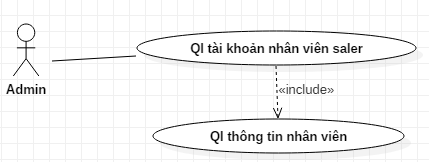 Ql tài khoản nhân viên saler
Admin
«include»
Ql thông tin nhân viên